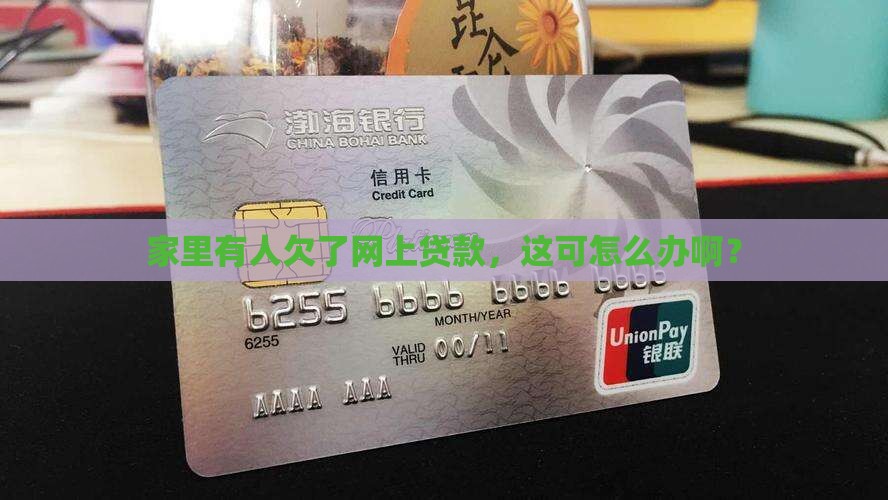 昆仑
渤海银行
CHINA BOHAI BANK
信用卡
Credit Card
家里有人欠了网上贷款，这可怎么办啊？
6255 6666 6666 6666
6255
MONTH/YEAR
VALID
THRU
00/11
UnionPay
银联
AAAA AAA